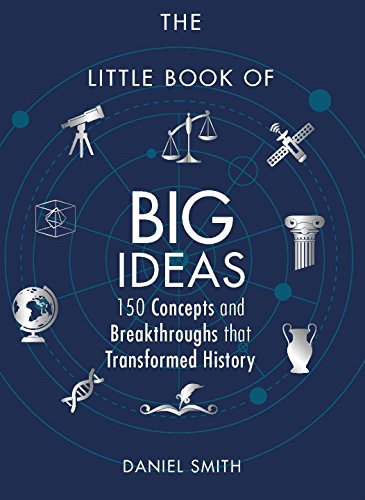 THE
LITTLE BOOK OF
BIG
IDEAS
150 Concepts and
Breakthroughs that
Transformed History
DANIEL SMITH